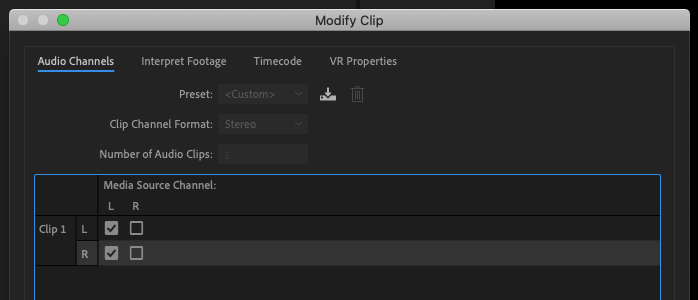 Modify Clip
Audio Channels Interpret Footage Timecode VR Properties
Preset: <Custom>
Clip Channel Format: Stereo
Number of Audio Clips: 1
Media Source Channel:
L R
Clip 1 L
R